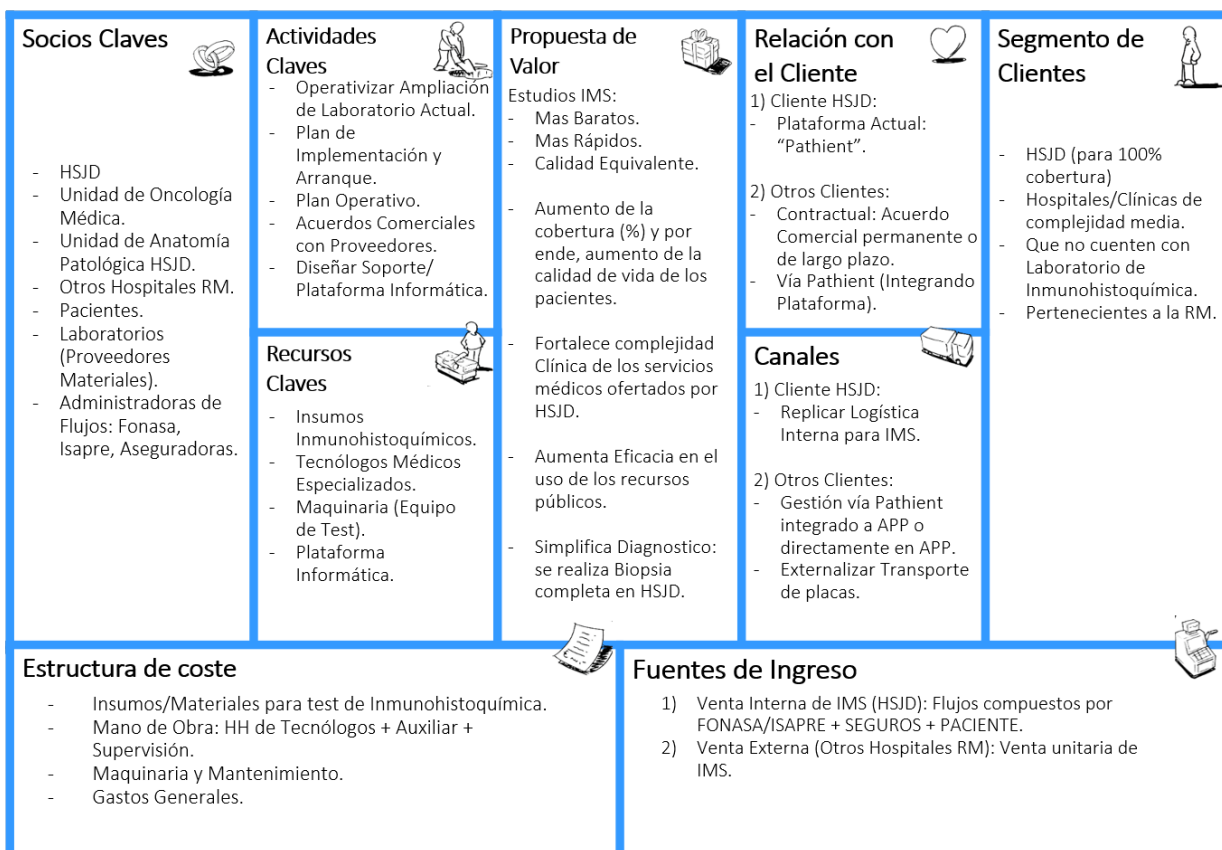 Socios Claves
- HSJD
- Unidad de Oncología
Médica.
- Unidad de Anatomía
Patológica HSJD.
- Otros Hospitales RM.
- Pacientes.
- Laboratorios
(Proveedores
Materiales).
- Administradoras de
Flujos: Fonasa,
Isapre, Aseguradoras.
Actividades
Claves
- Operativizar Ampliación
de Laboratorio Actual.
- Plan de
Implementación y
Arranque.
- Plan Operativo.
- Acuerdos Comerciales
con Proveedores.
- Diseñar Soporte/
Plataforma Informática.
Recursos
Claves
- Insumos
Inmunohistoquímicos.
- Tecnólogos Médicos
Especializados.
- Maquinaria (Equipo
de Test).
- Plataforma
Informática.
Propuesta de
Valor
Estudios IMS:
- Mas Baratos.
- Mas Rápidos.
- Calidad Equivalente.
- Aumento de la
cobertura (%) y por
ende, aumento de la
calidad de vida de los
pacientes.
- Fortalece complejidad
Clínica de los servicios
médicos ofertados por
HSJD.
- Aumenta Eficacia en el
uso de los recursos
públicos.
- Simplifica Diagnostico:
se realiza Biopsia
completa en HSJD.
Relación con
el Cliente
1) Cliente HSJD:
- Plataforma Actual:
“Pathient”.
2) Otros Clientes:
- Contractual: Acuerdo
Comercial permanente o
de largo plazo.
- Vía Pathient (Integrando
Plataforma).
Canales
1) Cliente HSJD:
- Replicar Logística
Interna para IMS.
2) Otros Clientes:
- Gestión vía Pathient
integrado a APP o
directamente en APP.
- Externalizar Transporte
de placas.
Segmento de
Clientes
- HSJD (para 100%
cobertura)
- Hospitales/Clínicas de
complejidad media.
- Que no cuenten con
Laboratorio de
Inmunohistoquímica.
- Pertenecientes a la RM.
Estructura de coste
- Insumos/Materiales para test de Inmunohistoquímica.
- Mano de Obra: HH de Tecnólogos + Auxiliar +
Supervisión.
- Maquinaria y Mantenimiento.
- Gastos Generales.
Fuentes de Ingreso
1) Venta Interna de IMS (HSJD): Flujos compuestos por
FONASA/ISAPRE + SEGUROS + PACIENTE.
2) Venta Externa (Otros Hospitales RM): Venta unitaria de
IMS.